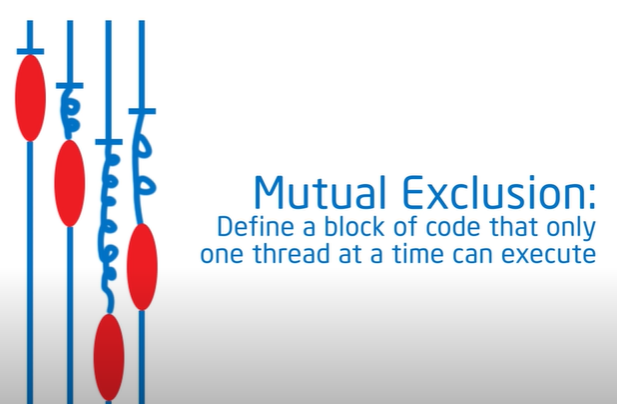 Mutual Exclusion:
Define a block of code that only
one thread at a time can execute